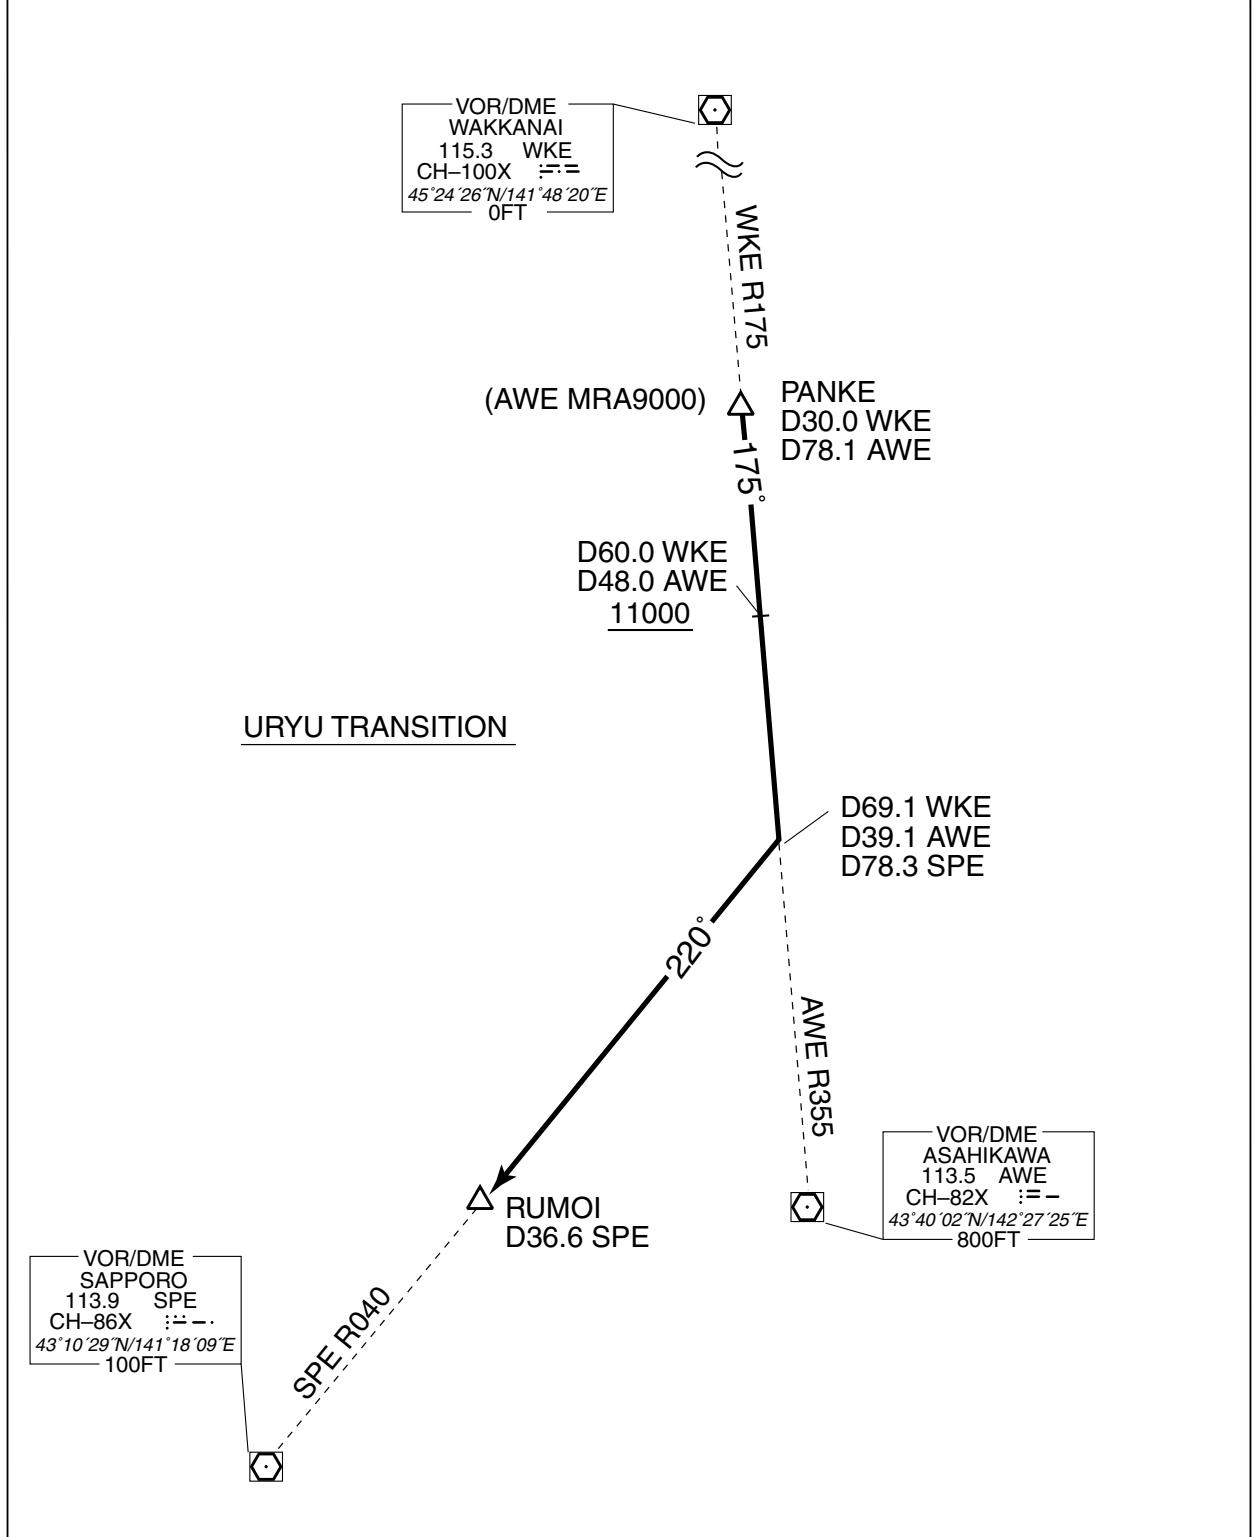 VOR/DME
WAKKANAI
115.3 WKE
CH–100X
45°24´26˝N/141°48´20˝E
0FT
WKE R175
(AWE MRA9000)
PANKE
D30.0 WKE
D78.1 AWE
175°
D60.0 WKE
D48.0 AWE
11000
URYU TRANSITION
D69.1 WKE
D39.1 AWE
D78.3 SPE
220°
AWE R355
VOR/DME
ASAHIKAWA
113.5 AWE
CH–82X
43°40´02˝N/142°27´25˝E
800FT
RUMOI
D36.6 SPE
VOR/DME
SAPPORO
113.9 SPE
CH–86X
43°10´29˝N/141°18´09˝E
100FT
SPE R040